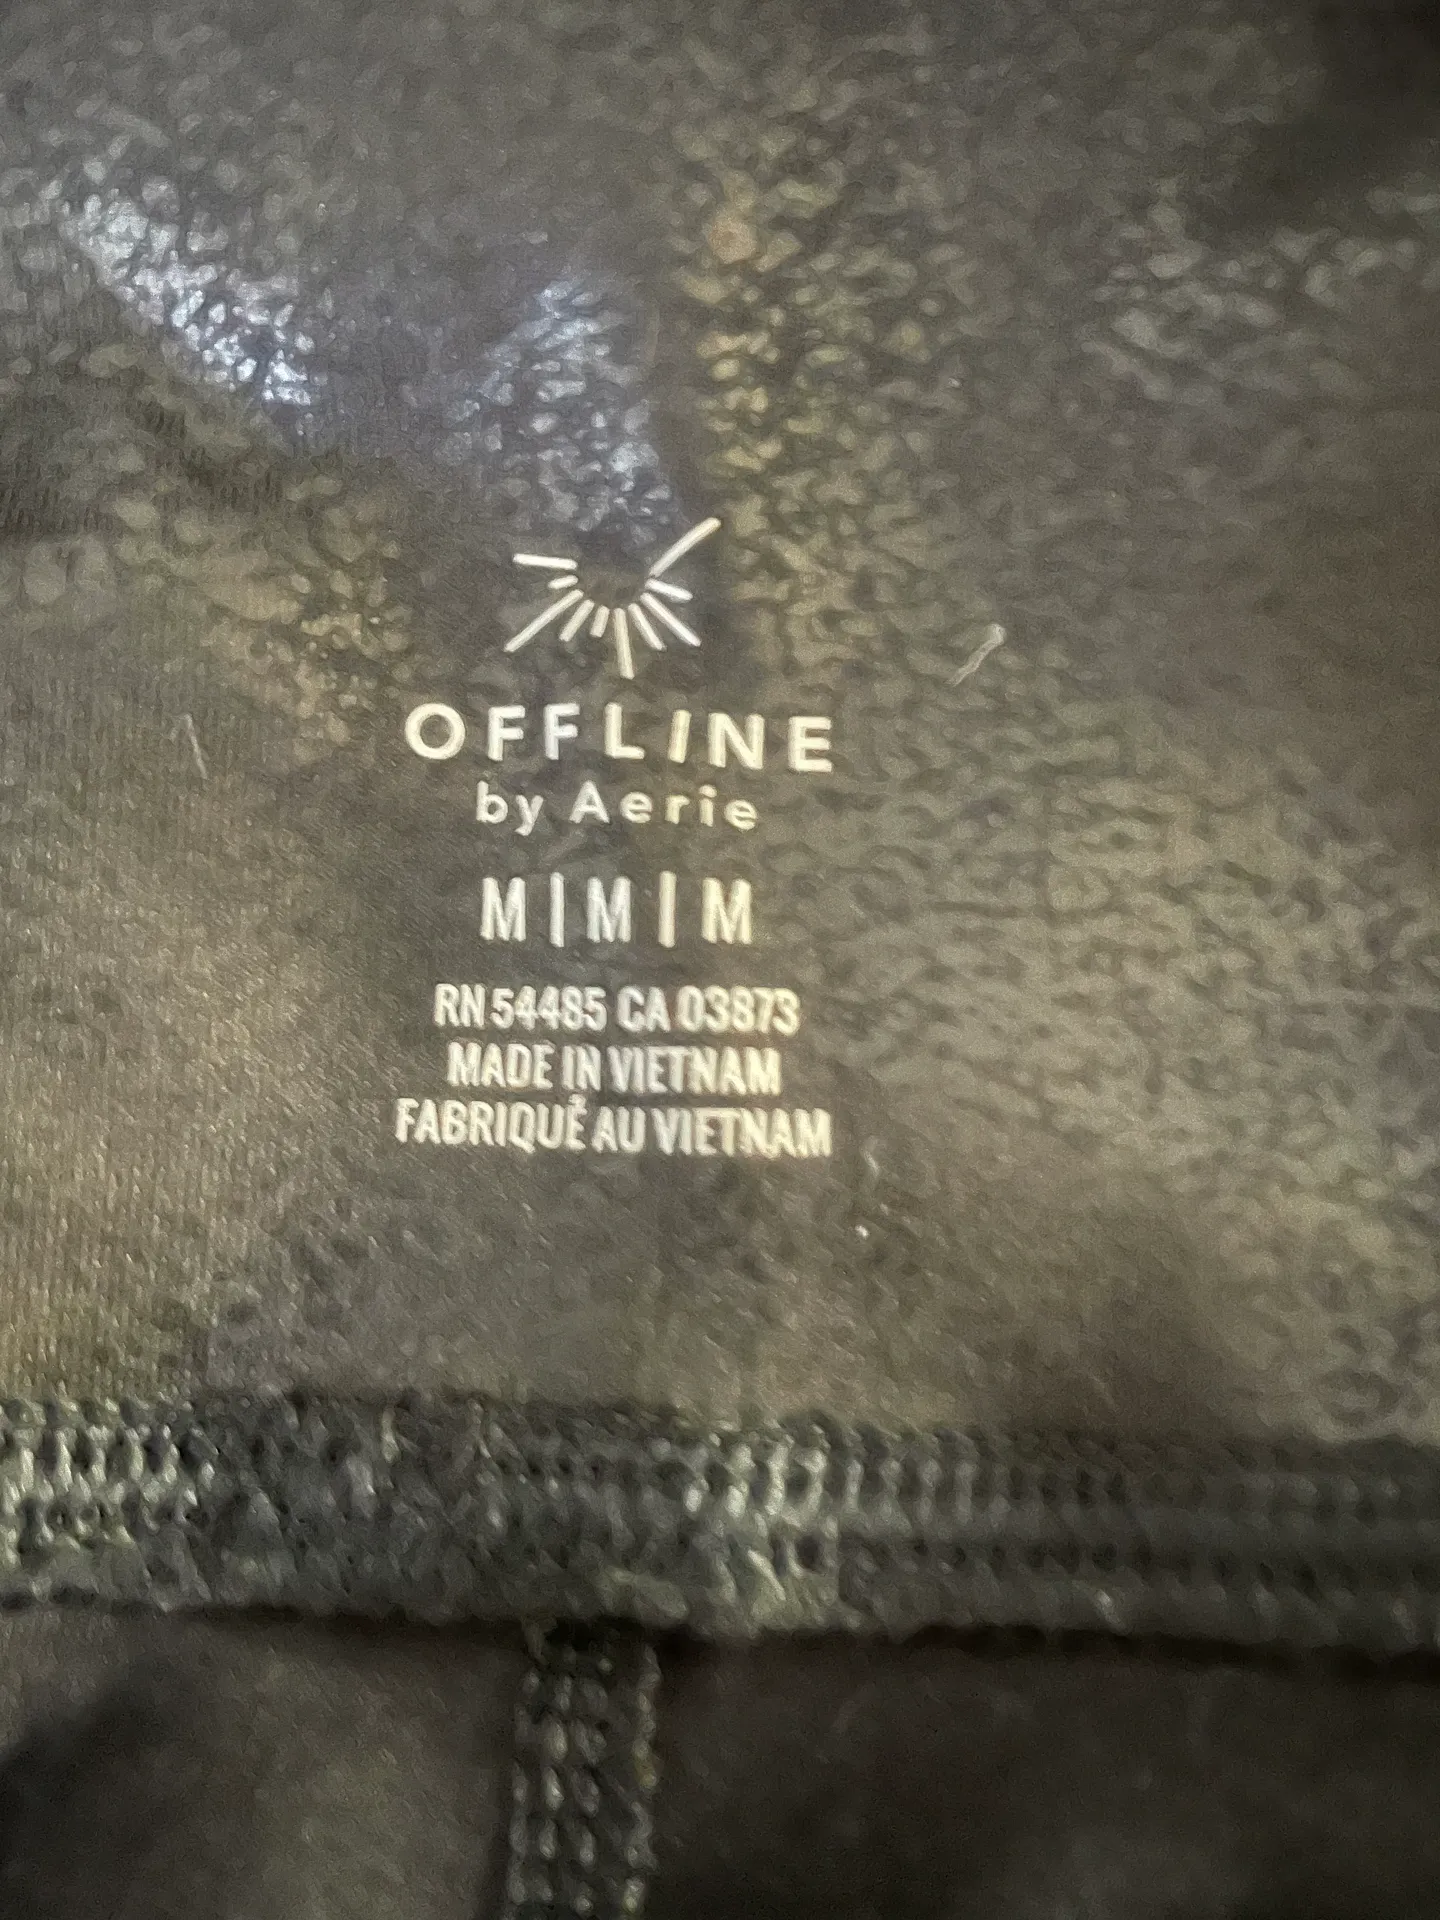 OFFLINE
by Aerie
M | M | M
RN 54485 CA 03873
MADE IN VIETNAM
FABRIQUÉ AU VIETNAM